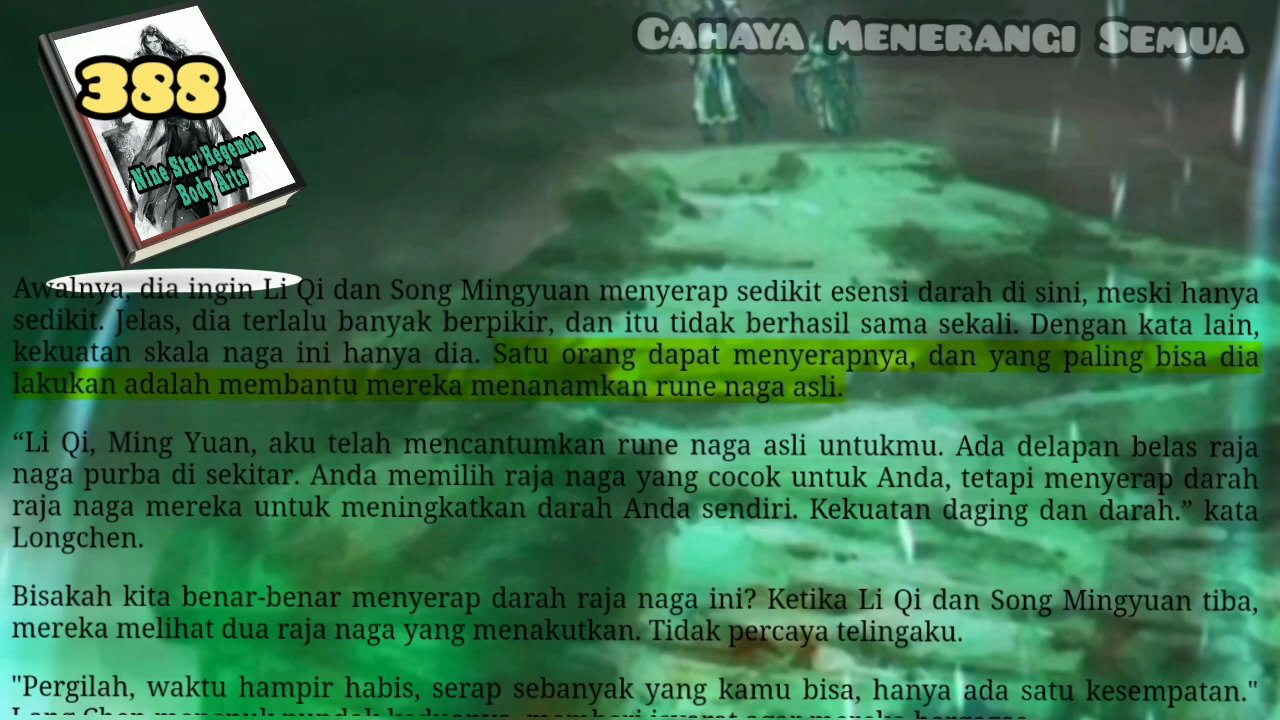 Cahaya Menerangi Semua
388
Nine Star Hegemon
Body Arts
Awalnya, dia ingin Li Qi dan Song Mingyuan menyerap sedikit esensi darah di sini, meski hanya
sedikit. Jelas, dia terlalu banyak berpikir, dan itu tidak berhasil sama sekali. Dengan kata lain,
kekuatan skala naga ini hanya dia. Satu orang dapat menyerapnya, dan yang paling bisa dia
lakukan adalah membantu mereka menanamkan rune naga asli.
“Li Qi, Ming Yuan, aku telah mencantumkan rune naga asli untukmu. Ada delapan belas raja
naga purba di sekitar. Anda memilih raja naga yang cocok untuk Anda, tetapi menyerap darah
raja naga mereka untuk meningkatkan darah Anda sendiri. Kekuatan daging dan darah.” kata
Longchen.
Bisakah kita benar-benar menyerap darah raja naga ini? Ketika Li Qi dan Song Mingyuan tiba,
mereka melihat dua raja naga yang menakutkan. Tidak percaya telingaku.
"Pergilah, waktu hampir habis, serap sebanyak yang kamu bisa, hanya ada satu kesempatan."